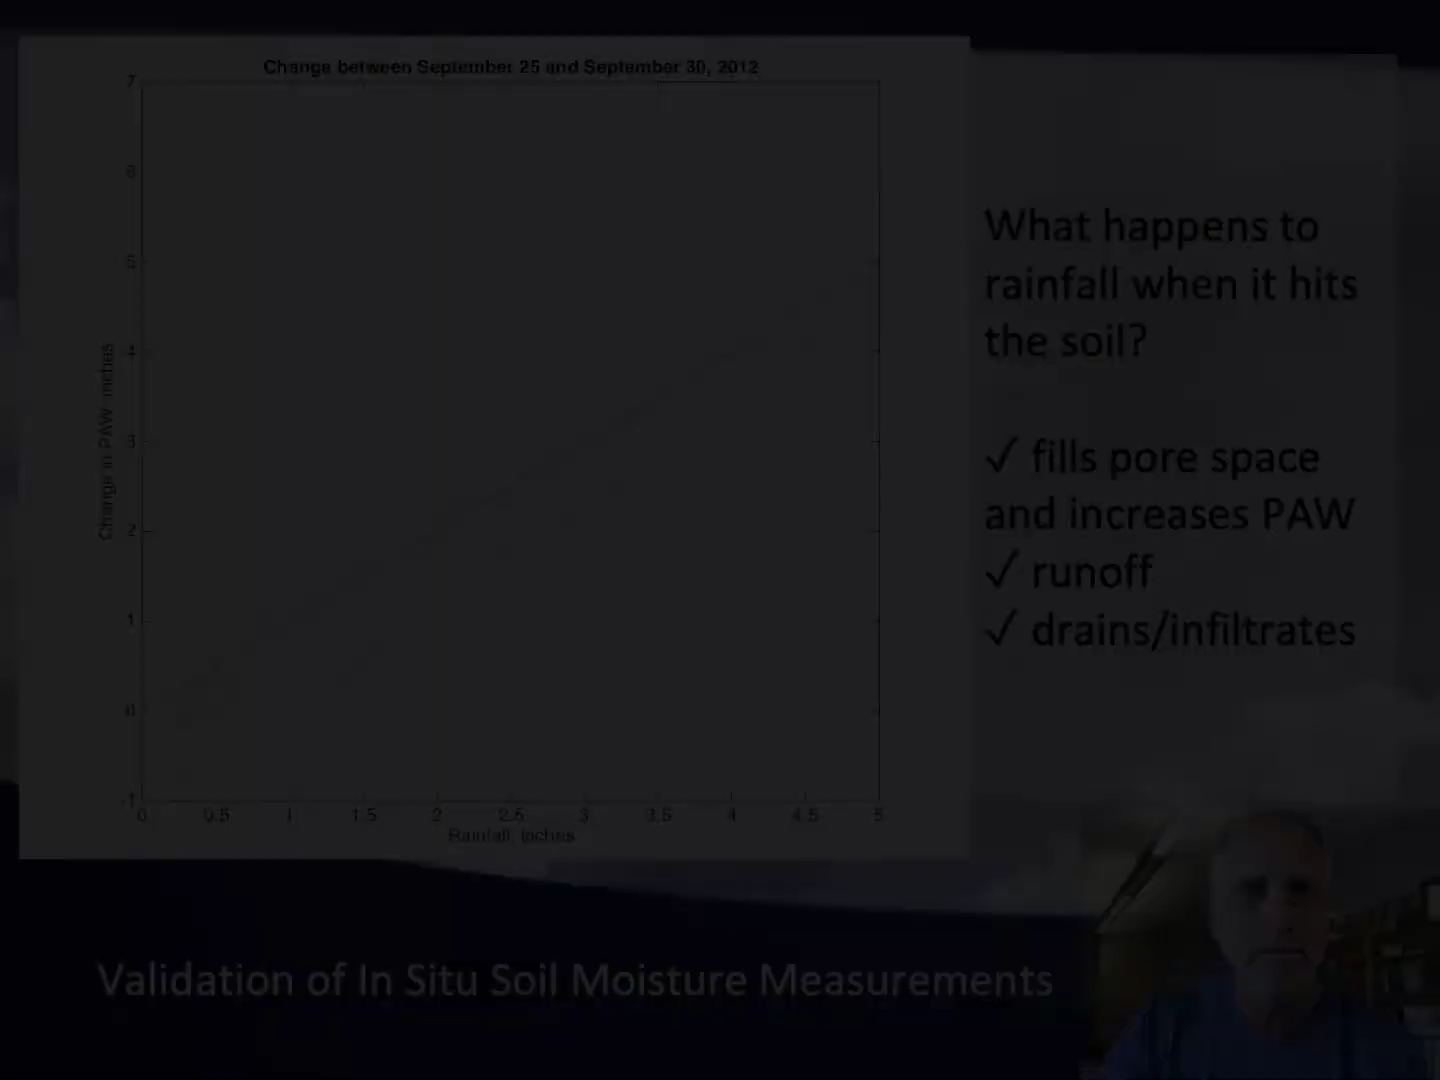 Change between September 25 and September 30, 2012
7
6
5
4
3
2
1
0
-1
Change in PAW, inches
0 0.5 1 1.5 2 2.5 3 3.5 4 4.5 5
Rainfall, inches
What happens to
rainfall when it hits
the soil?
✓ fills pore space
and increases PAW
✓ runoff
✓ drains/infiltrates
Validation of In Situ Soil Moisture Measurements